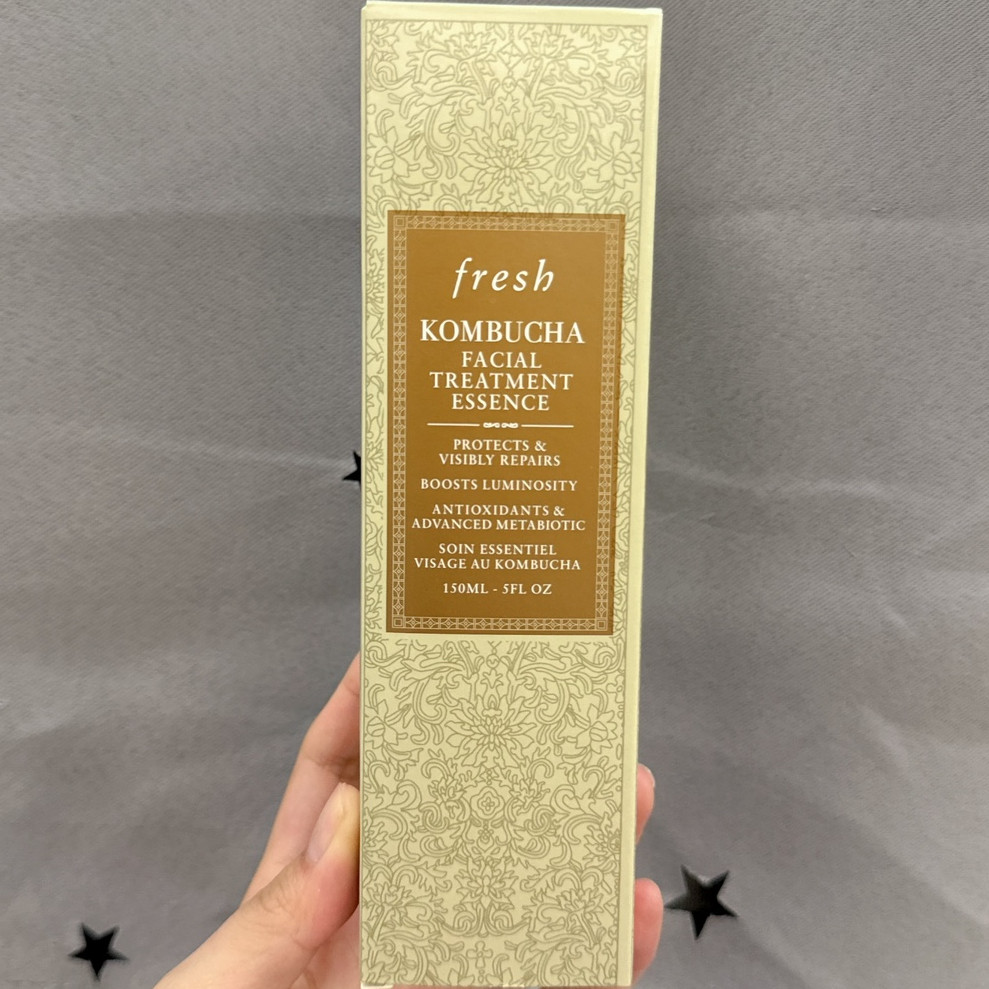 fresh
KOMBUCHA
FACIAL
TREATMENT
ESSENCE
PROTECTS &
VISIBLY REPAIRS
BOOSTS LUMINOSITY
ANTIOXIDANTS &
ADVANCED METABIOTIC
SOIN ESSENTIEL
VISAGE AU KOMBUCHA
150ML - 5FL OZ